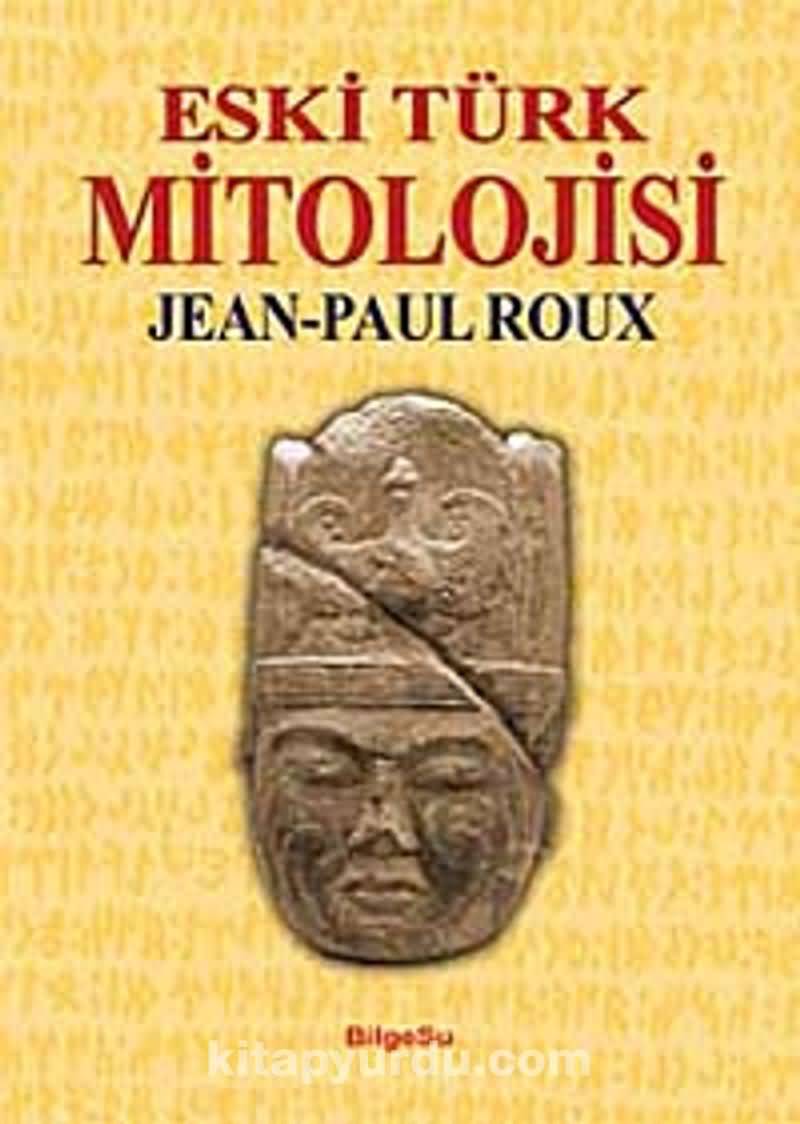 ESKİ TÜRK
MİTOLOJİSİ
JEAN-PAUL ROUX
BilgeSu
kitapyurdu.com